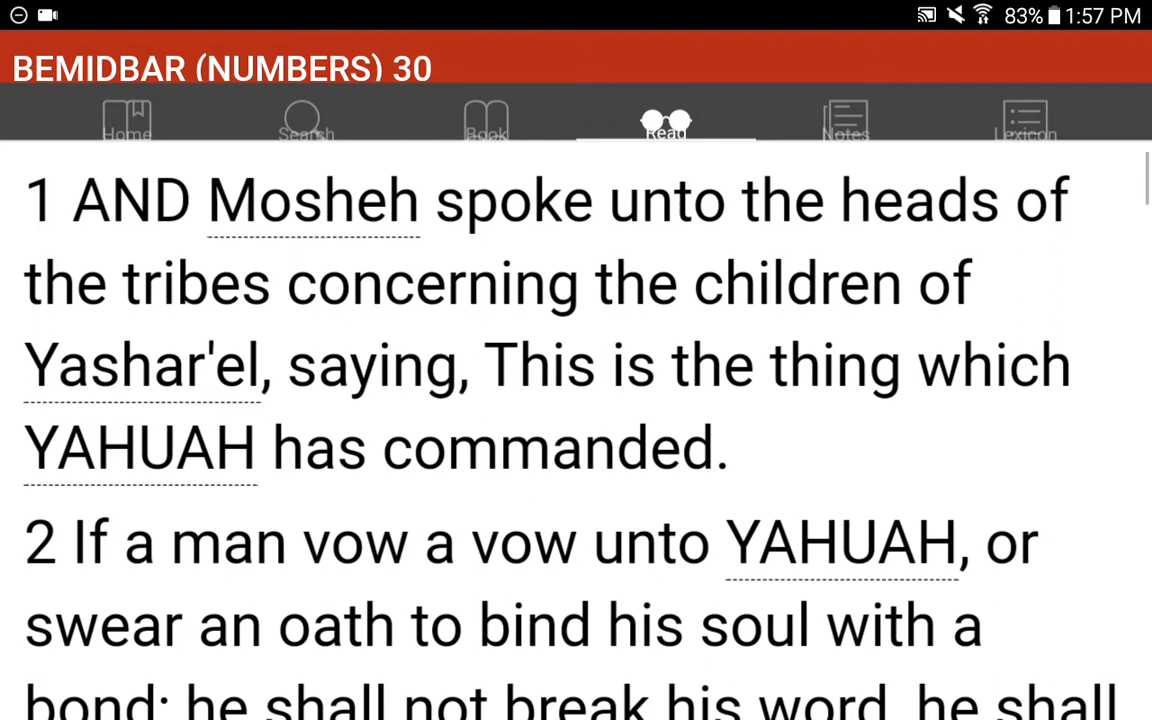 83% 1:57 PM
BEMIDBAR (NUMBERS) 30
Home Search Book Read Notes Lexicon
1 AND Mosheh spoke unto the heads of
the tribes concerning the children of
Yashar'el, saying, This is the thing which
YAHUAH has commanded.
2 If a man vow a vow unto YAHUAH, or
swear an oath to bind his soul with a
bond; he shall not break his word, he shall